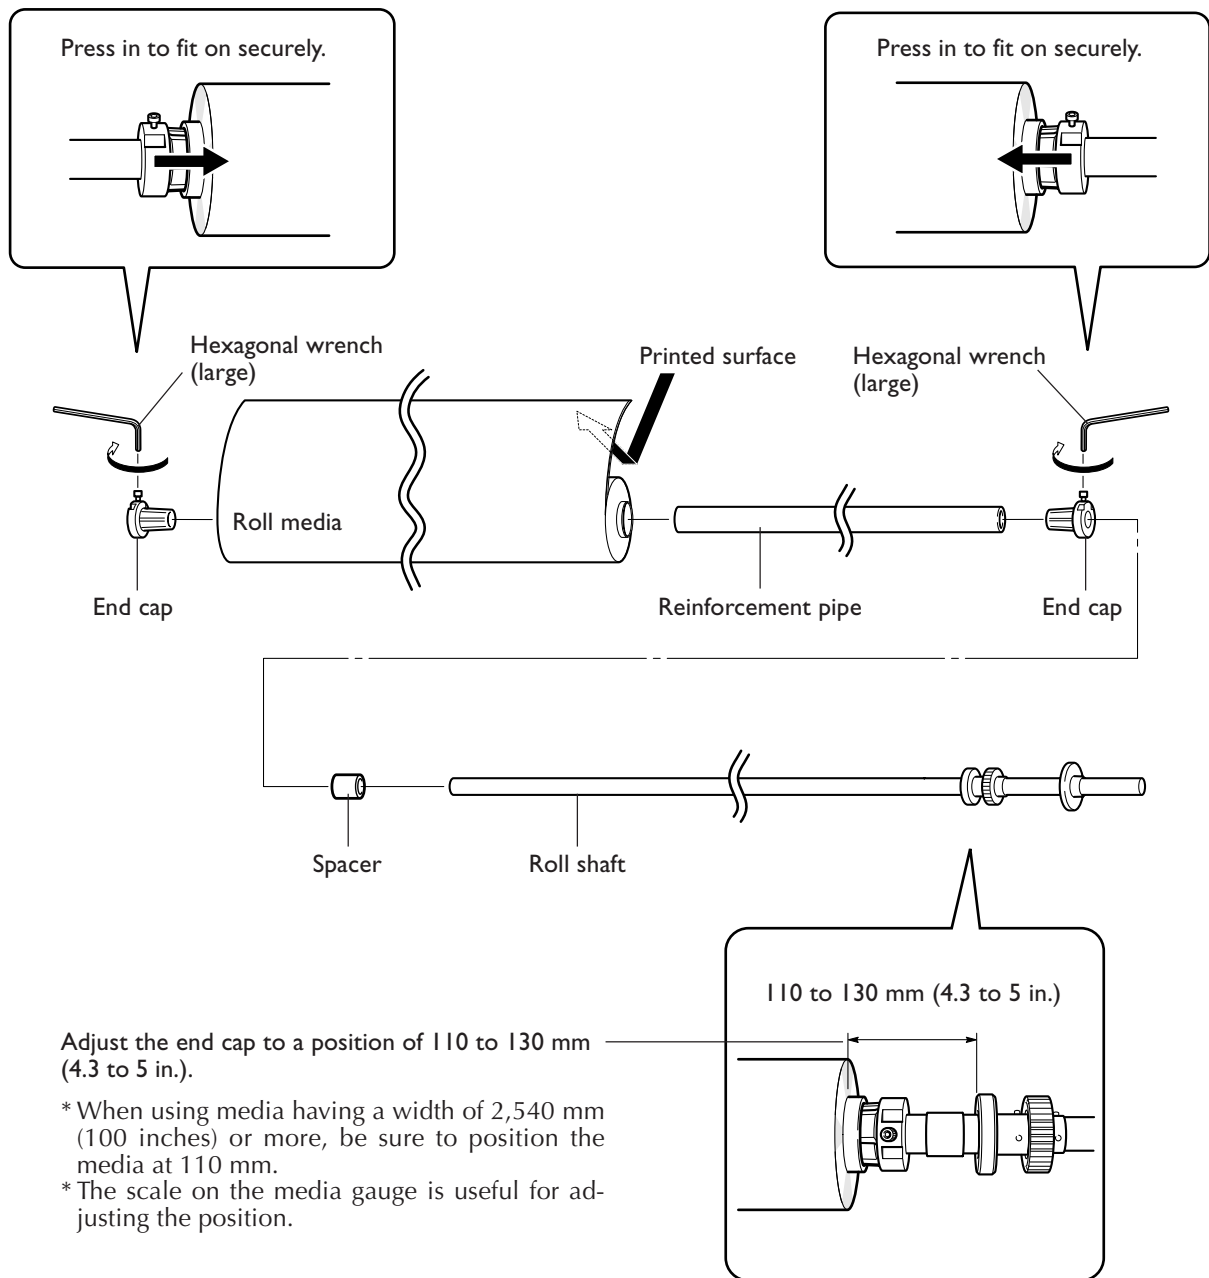 Press in to fit on securely.
Press in to fit on securely.
Hexagonal wrench
(large)
Printed surface
Hexagonal wrench
(large)
Roll media
End cap
Reinforcement pipe
End cap
Spacer
Roll shaft
110 to 130 mm (4.3 to 5 in.)
Adjust the end cap to a position of 110 to 130 mm
(4.3 to 5 in.).
* When using media having a width of 2,540 mm
(100 inches) or more, be sure to position the
media at 110 mm.
* The scale on the media gauge is useful for ad-
justing the position.